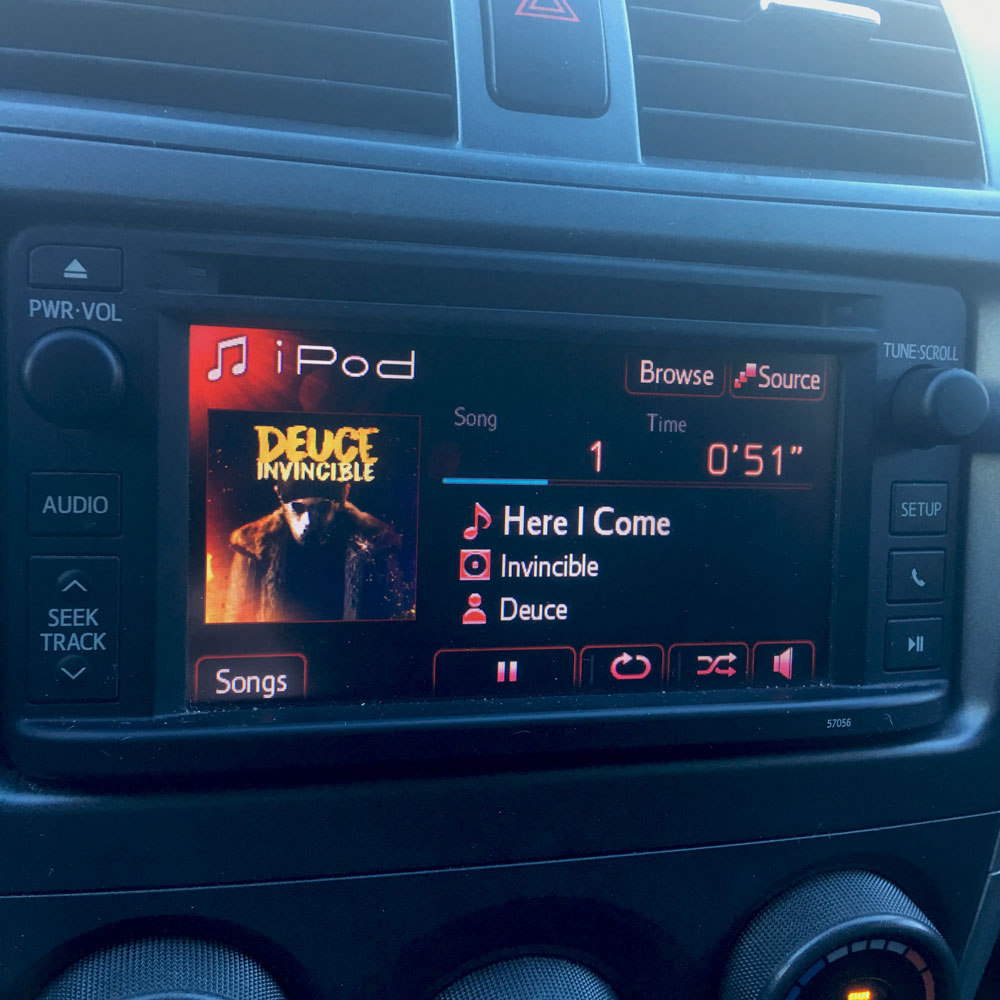 PWR·VOL
AUDIO
SEEK
TRACK
iPod
Browse
Source
DEUCE
INVINCIBLE
Song
Time
1
0'51"
Here I Come
Invincible
Deuce
Songs
TUNE·SCROLL
SETUP
57056